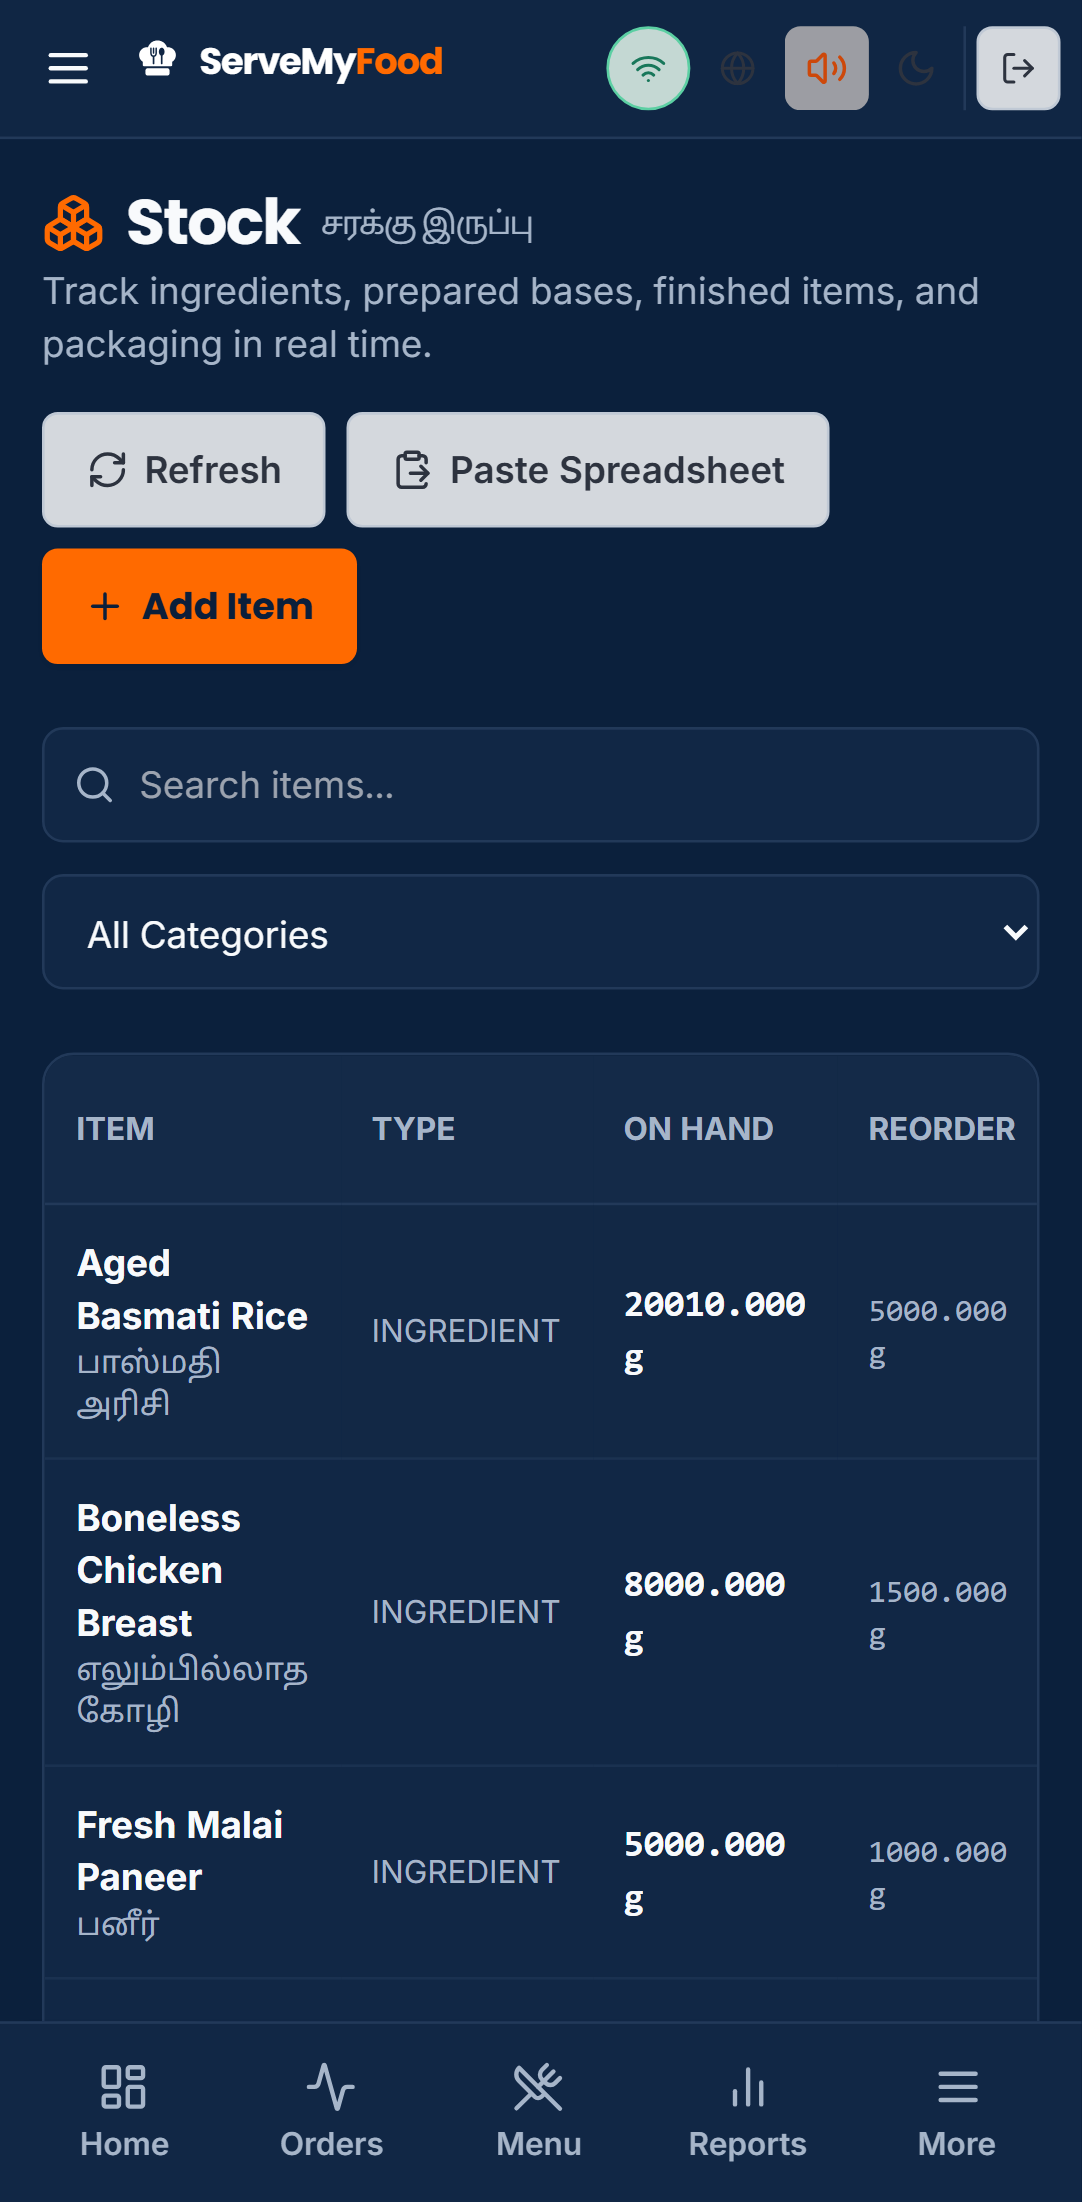 ServeMyFood
Stock சரக்கு இருப்பு
Track ingredients, prepared bases, finished items, and
packaging in real time.
Refresh
Paste Spreadsheet
Add Item
Search items...
All Categories
ITEM TYPE ON HAND REORDER
Aged
Basmati Rice
பாஸ்மதி
அரிசி
INGREDIENT
20010.000
g
5000.000
g
Boneless
Chicken
Breast
எலும்பில்லாத
கோழி
INGREDIENT
8000.000
g
1500.000
g
Fresh Malai
Paneer
பனீர்
INGREDIENT
5000.000
g
1000.000
g
Home Orders Menu Reports More